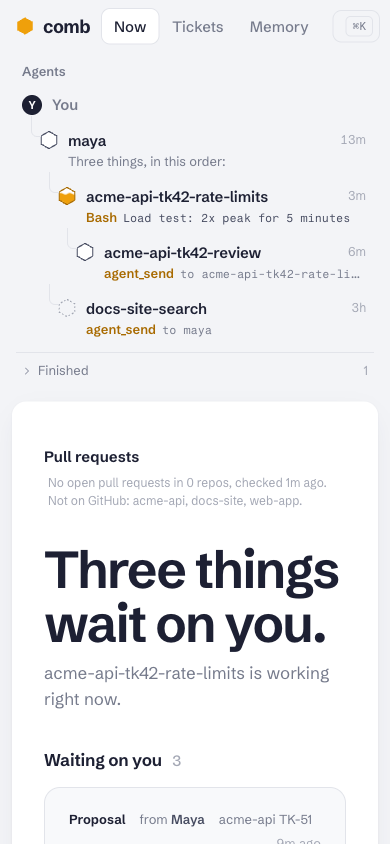 comb Now Tickets Memory ⌘K
Agents
Y You
maya 13m
Three things, in this order:
acme-api-tk42-rate-limits 3m
Bash Load test: 2x peak for 5 minutes
acme-api-tk42-review 6m
agent_send to acme-api-tk42-rate-li…
docs-site-search 3h
agent_send to maya
Finished 1
Pull requests
No open pull requests in 0 repos, checked 1m ago.
Not on GitHub: acme-api, docs-site, web-app.
Three things
wait on you.
acme-api-tk42-rate-limits is working
right now.
Waiting on you 3
Proposal from Maya acme-api TK-51
9m ago